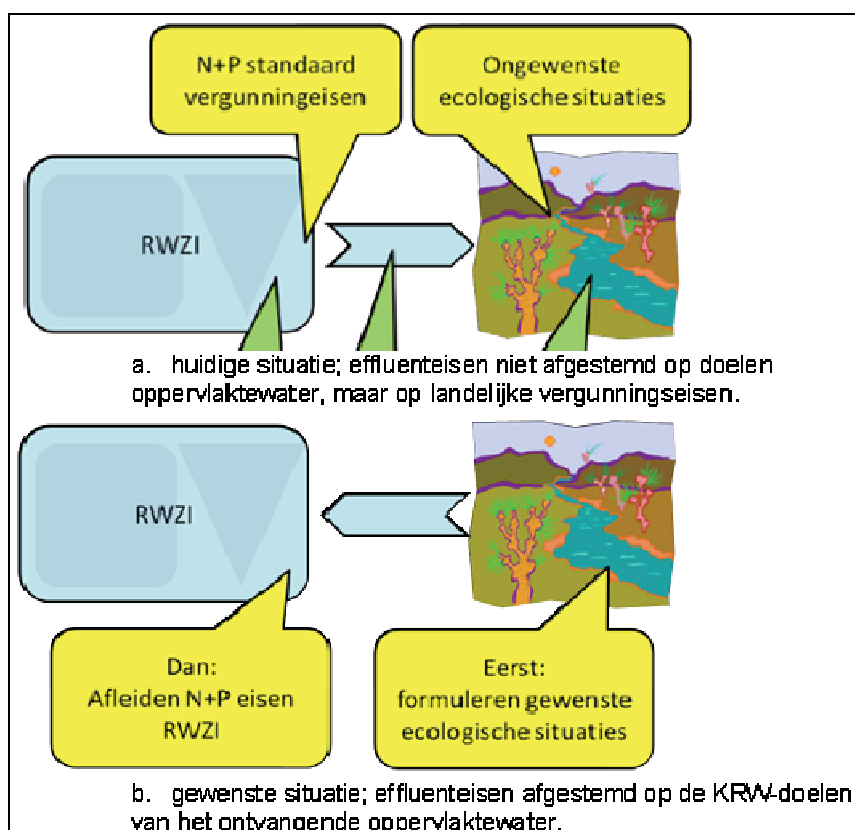 N+P standaard
vergunningeisen
Ongewenste
ecologische situaties
RWZI
a. huidige situatie; effluenteisen niet afgestemd op doelen
oppervlaktewater, maar op landelijke vergunningseisen.
RWZI
Dan:
Afleiden N+P eisen
RWZI
Eerst:
formuleren gewenste
ecologische situaties
b. gewenste situatie; effluenteisen afgestemd op de KRW-doelen
van het ontvangende oppervlaktewater.